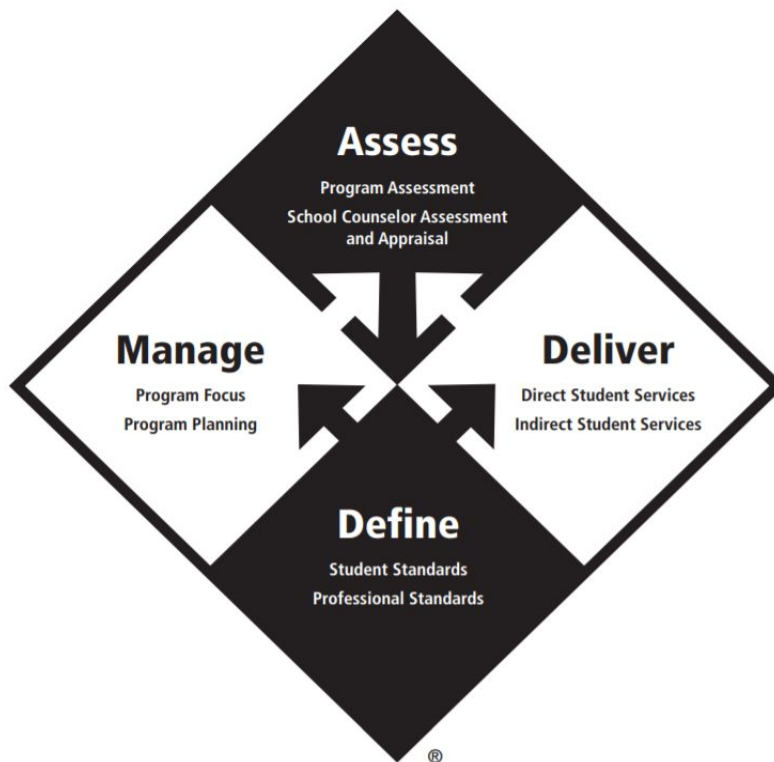 Assess
Program Assessment
School Counselor Assessment
and Appraisal
Manage
Program Focus
Program Planning
Deliver
Direct Student Services
Indirect Student Services
Define
Student Standards
Professional Standards
®